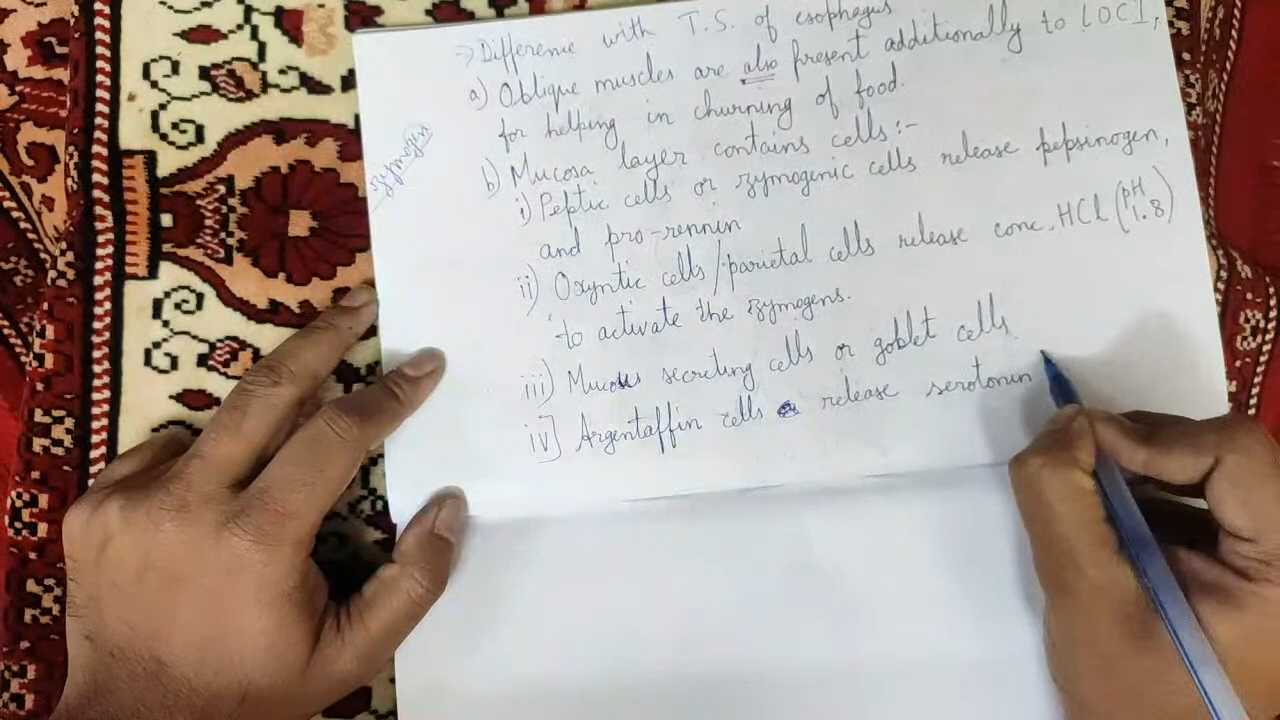 ⇒ Difference with T.S. of esophagus
a) Oblique muscles are also present additionally to LOCI,
for helping in churning of food.
b) Mucosa layer contains cells :-
i) Peptic cells or zymogenic cells release pepsinogen,
and pro-rennin
ii) Oxyntic cells/parietal cells release conc. HCl (pH 1.8)
to activate the zymogens.
iii) Mucous secreting cells or goblet cells
iv] Argentaffin cells release serotonin
zymogen